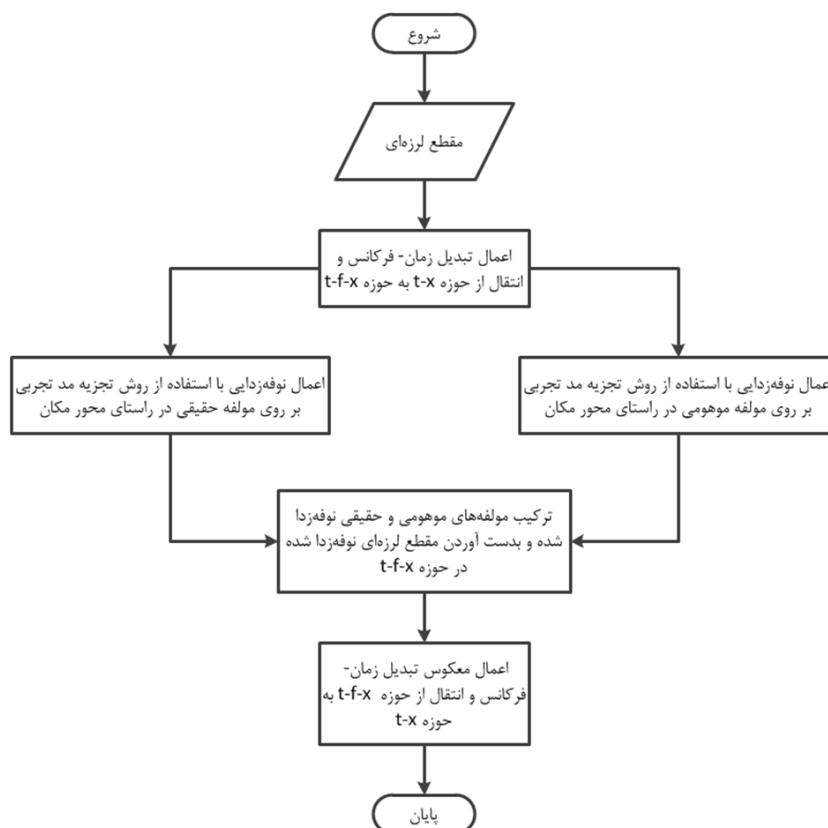 شروع
مقطع لرزه‌ای
اعمال تبدیل زمان- فرکانس و
انتقال از حوزه t-x به حوزه t-f-x
اعمال نوفه‌زدایی با استفاده از روش تجزیه مد تجربی
بر روی مولفه حقیقی در راستای محور مکان
عمال نوفه‌زدایی با استفاده از روش تجزیه مد تجربی
بر روی مولفه موهومی در راستای محور مکان
ترکیب مولفه‌های موهومی و حقیقی نوفه‌زدا
شده و بدست آوردن مقطع لرزه‌ای نوفه‌زدا شده
در حوزه t-f-x
اعمال معکوس تبدیل زمان-
فرکانس و انتقال از حوزه t-f-x به
حوزه t-x
پایان